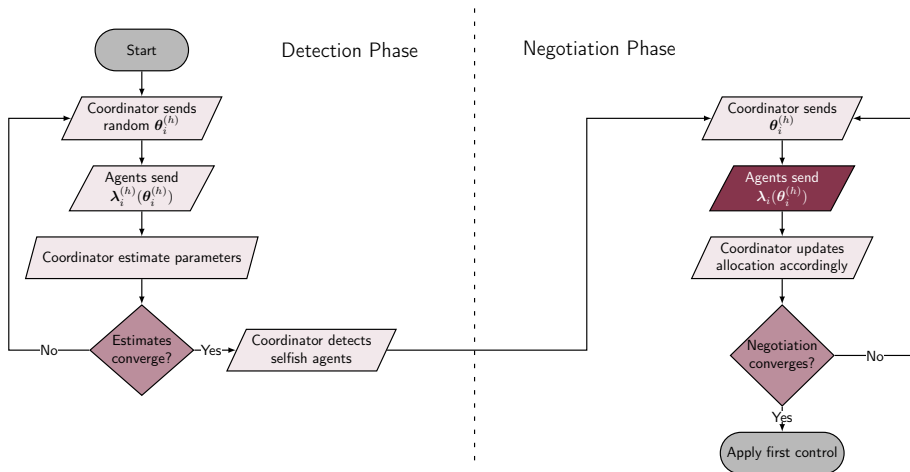 Detection Phase
Start
Coordinator sends
random θ_i^{(h)}
Agents send
λ_i^{(h)}(θ_i^{(h)})
Coordinator estimate parameters
Estimates
converge?
No
Yes
Coordinator detects
selfish agents
Negotiation Phase
Coordinator sends
θ_i^{(h)}
Agents send
λ_i(θ_i^{(h)})
Coordinator updates
allocation accordingly
Negotiation
converges?
No
Yes
Apply first control